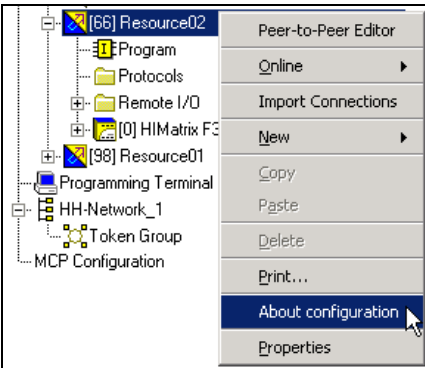 [66] Resource02
Program
Protocols
Remote I/O
[0] HIMatrix F3
[98] Resource01
Programming Terminal
HH-Network_1
Token Group
MCP Configuration
Peer-to-Peer Editor
Online
Import Connections
New
Copy
Paste
Delete
Print...
About configuration
Properties